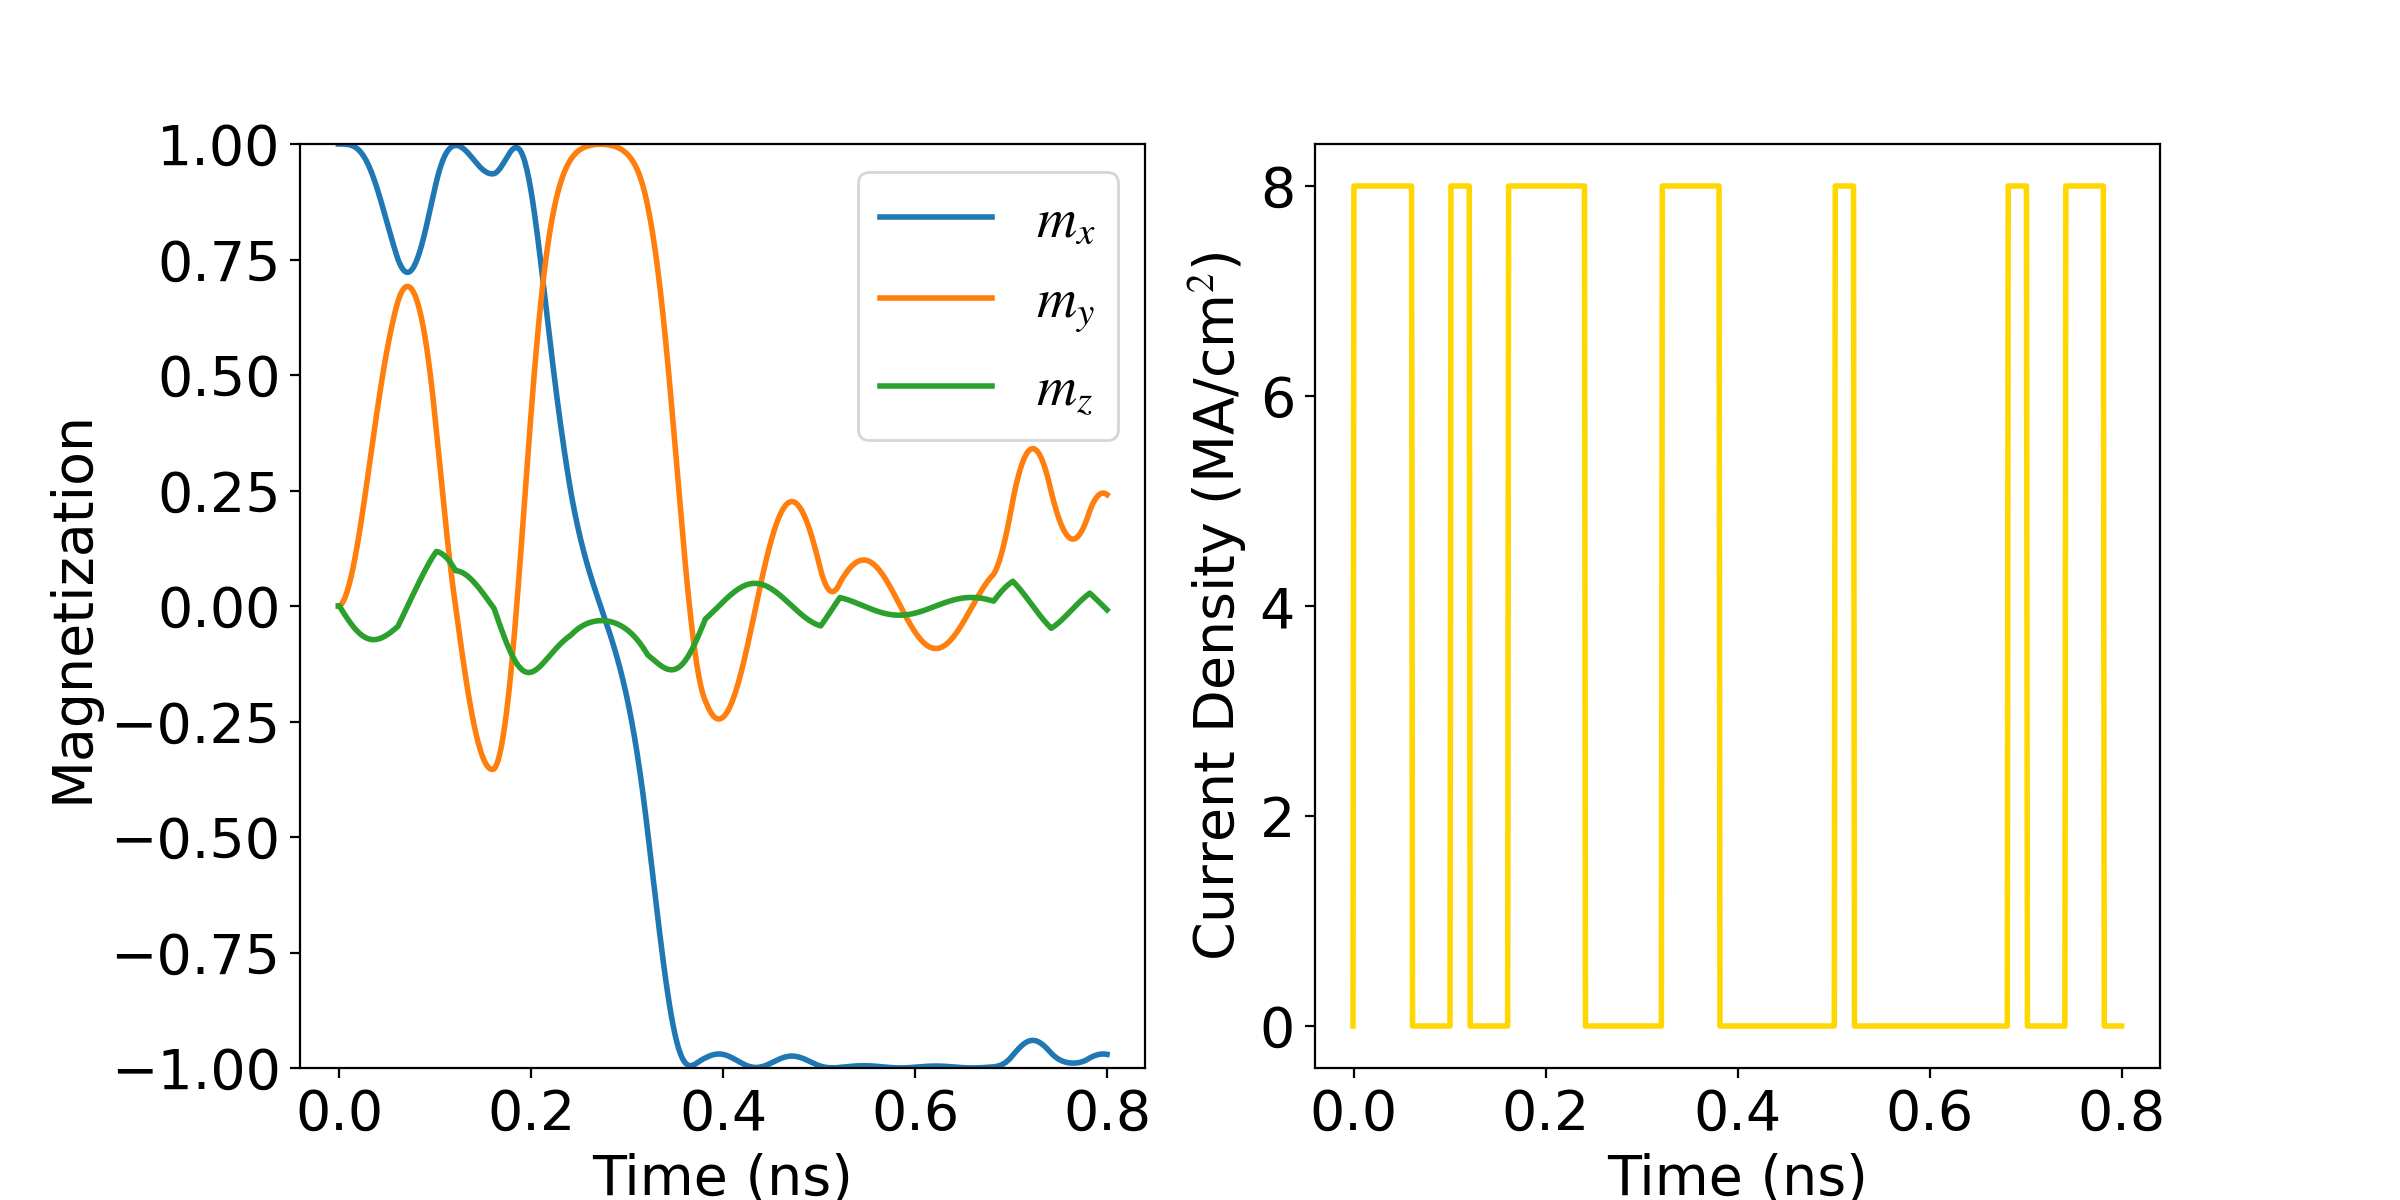 1.00
0.75
0.50
0.25
0.00
−0.25
−0.50
−0.75
−1.00
Magnetization
0.0 0.2 0.4 0.6 0.8
Time (ns)
m_x
m_y
m_z
8
6
4
2
0
Current Density (MA/cm²)
0.0 0.2 0.4 0.6 0.8
Time (ns)